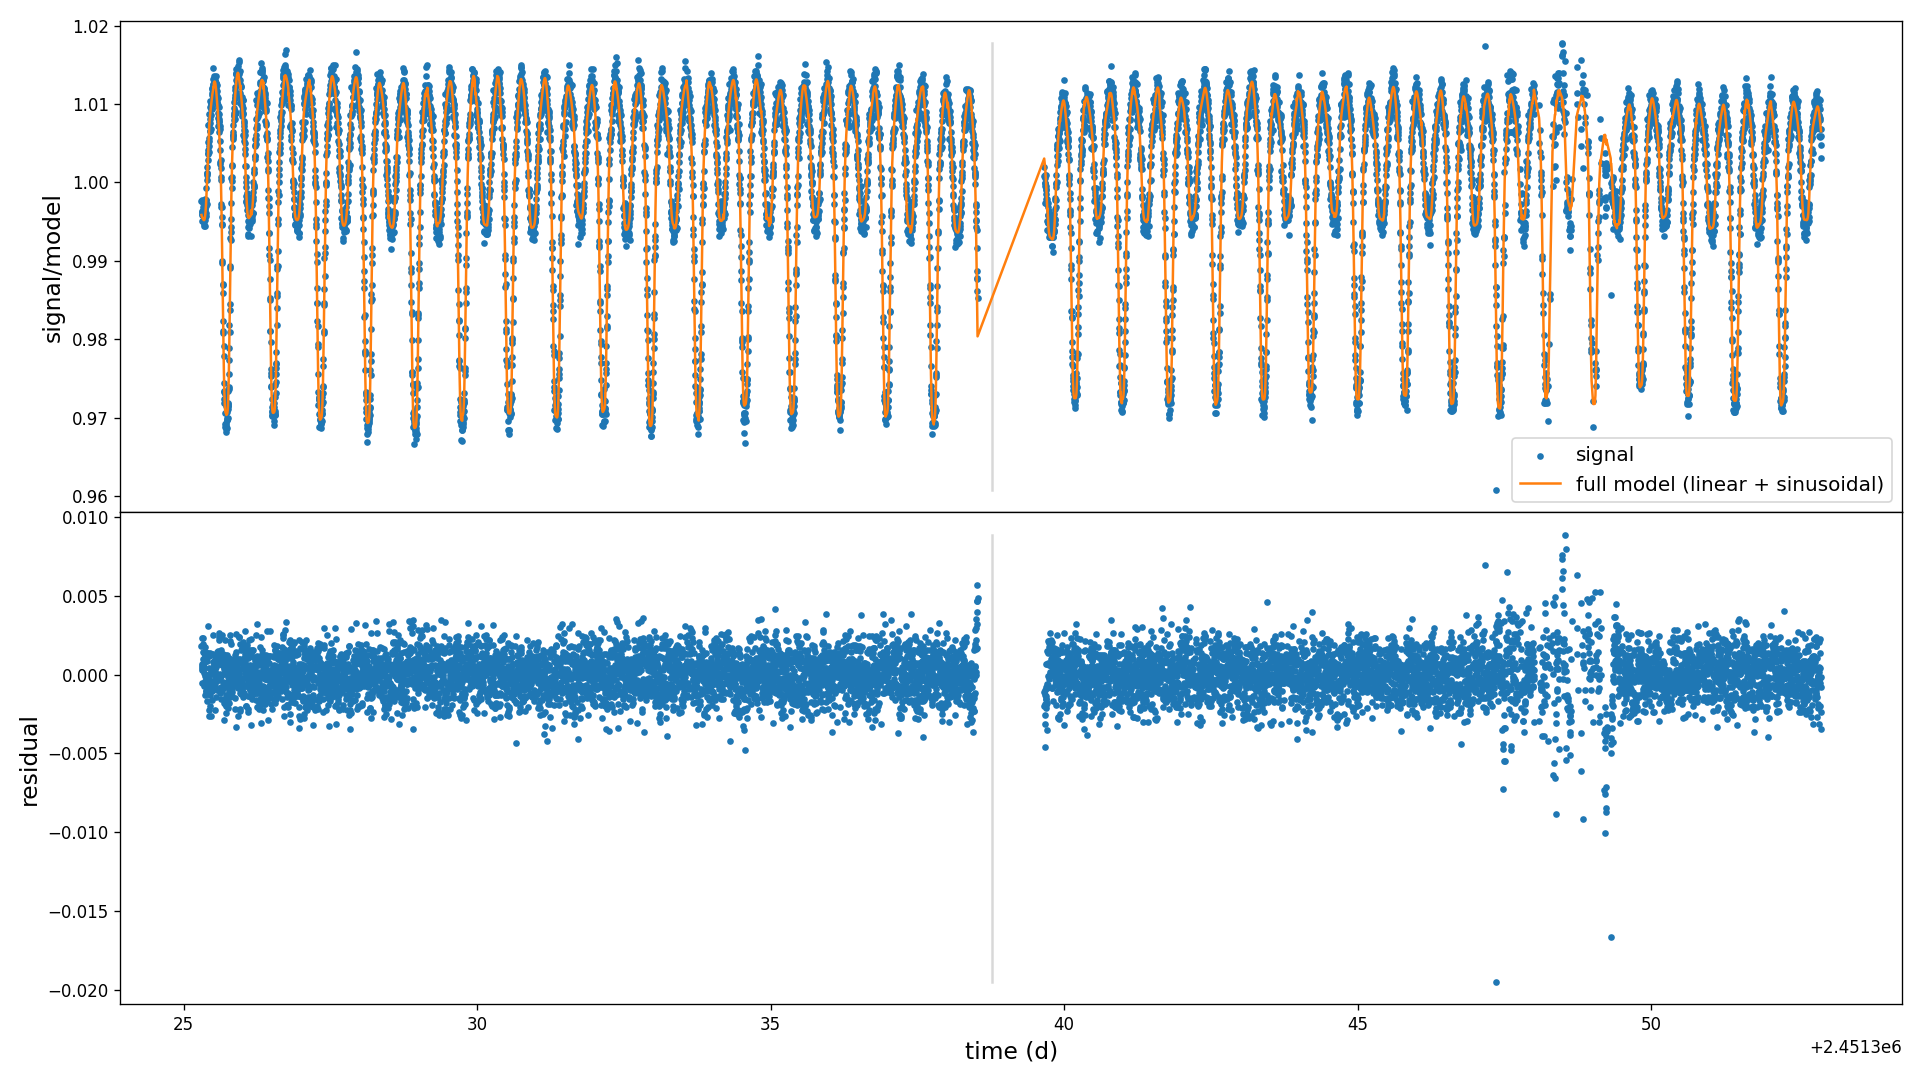 1.02
1.01
1.00
0.99
0.98
0.97
0.96
signal/model
signal
full model (linear + sinusoidal)
0.010
0.005
0.000
−0.005
−0.010
−0.015
−0.020
residual
25 30 35 40 45 50
time (d)
+2.4513e6